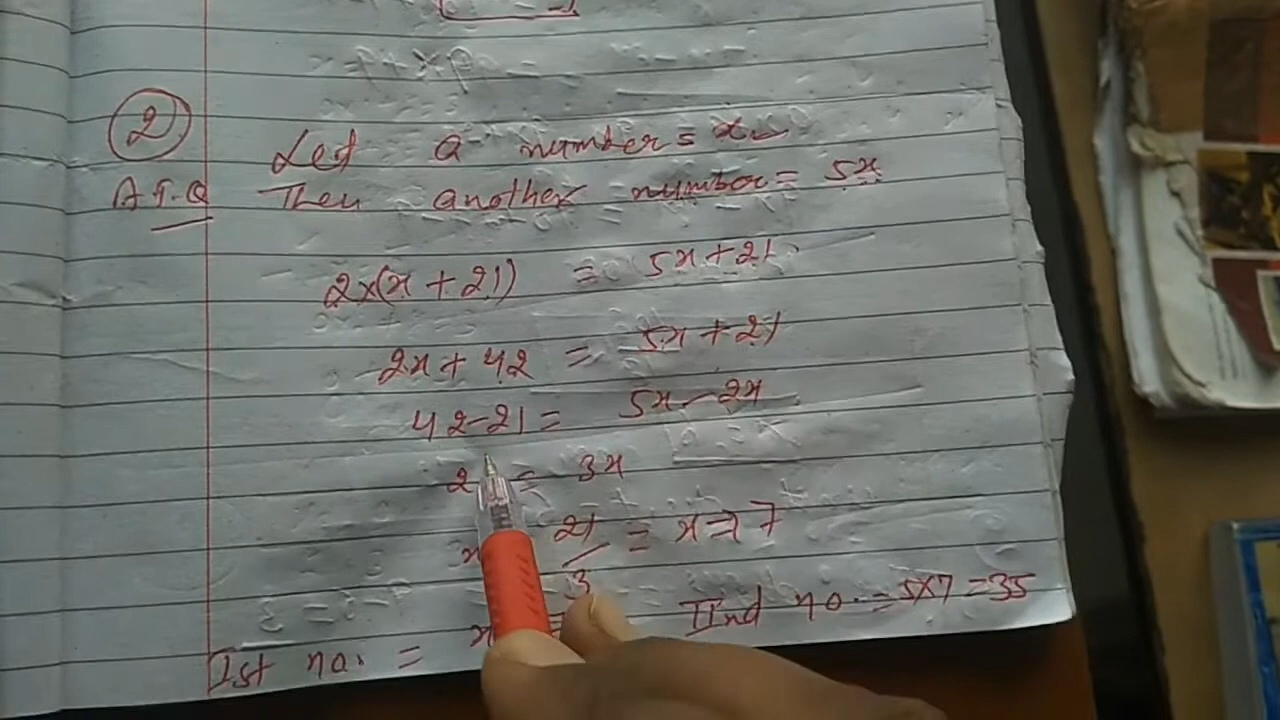 2
Let a number = x
A.T.Q Then another number = 5x
2x(x + 21) = 5x + 21
2x + 42 = 5x + 21
42 - 21 = 5x - 2x
2 = 3x
x 21/3 = x => 7
x IInd no. = 5x7 = 35
Ist no. =